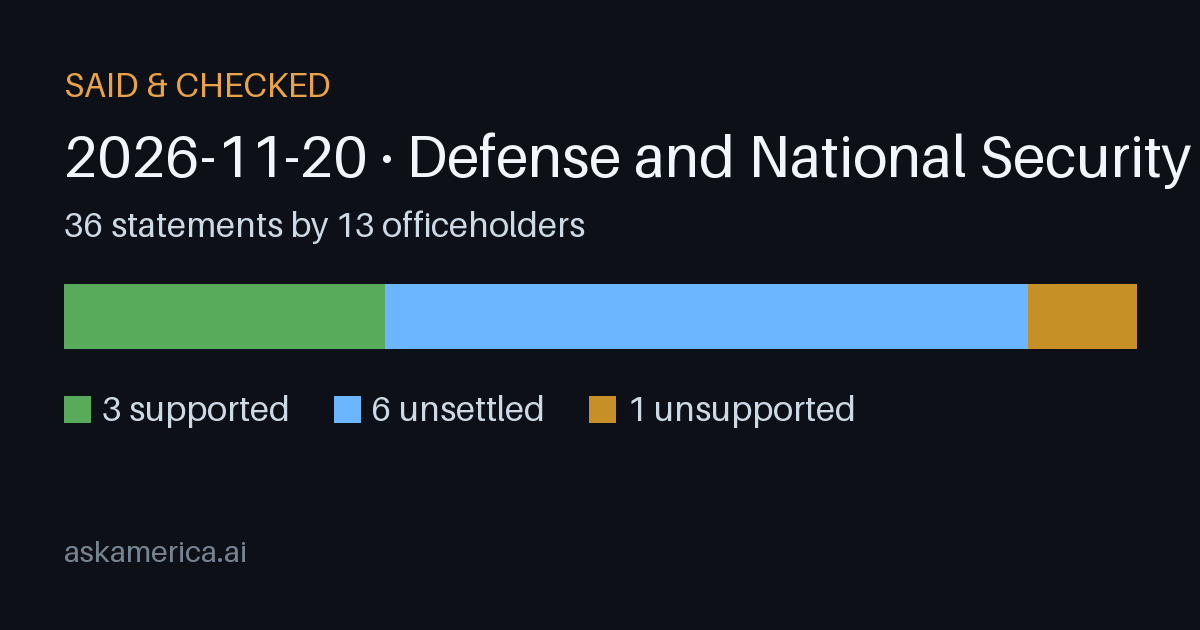 SAID & CHECKED
2026-11-20 · Defense and National Security
36 statements by 13 officeholders
3 supported 6 unsettled 1 unsupported
askamerica.ai